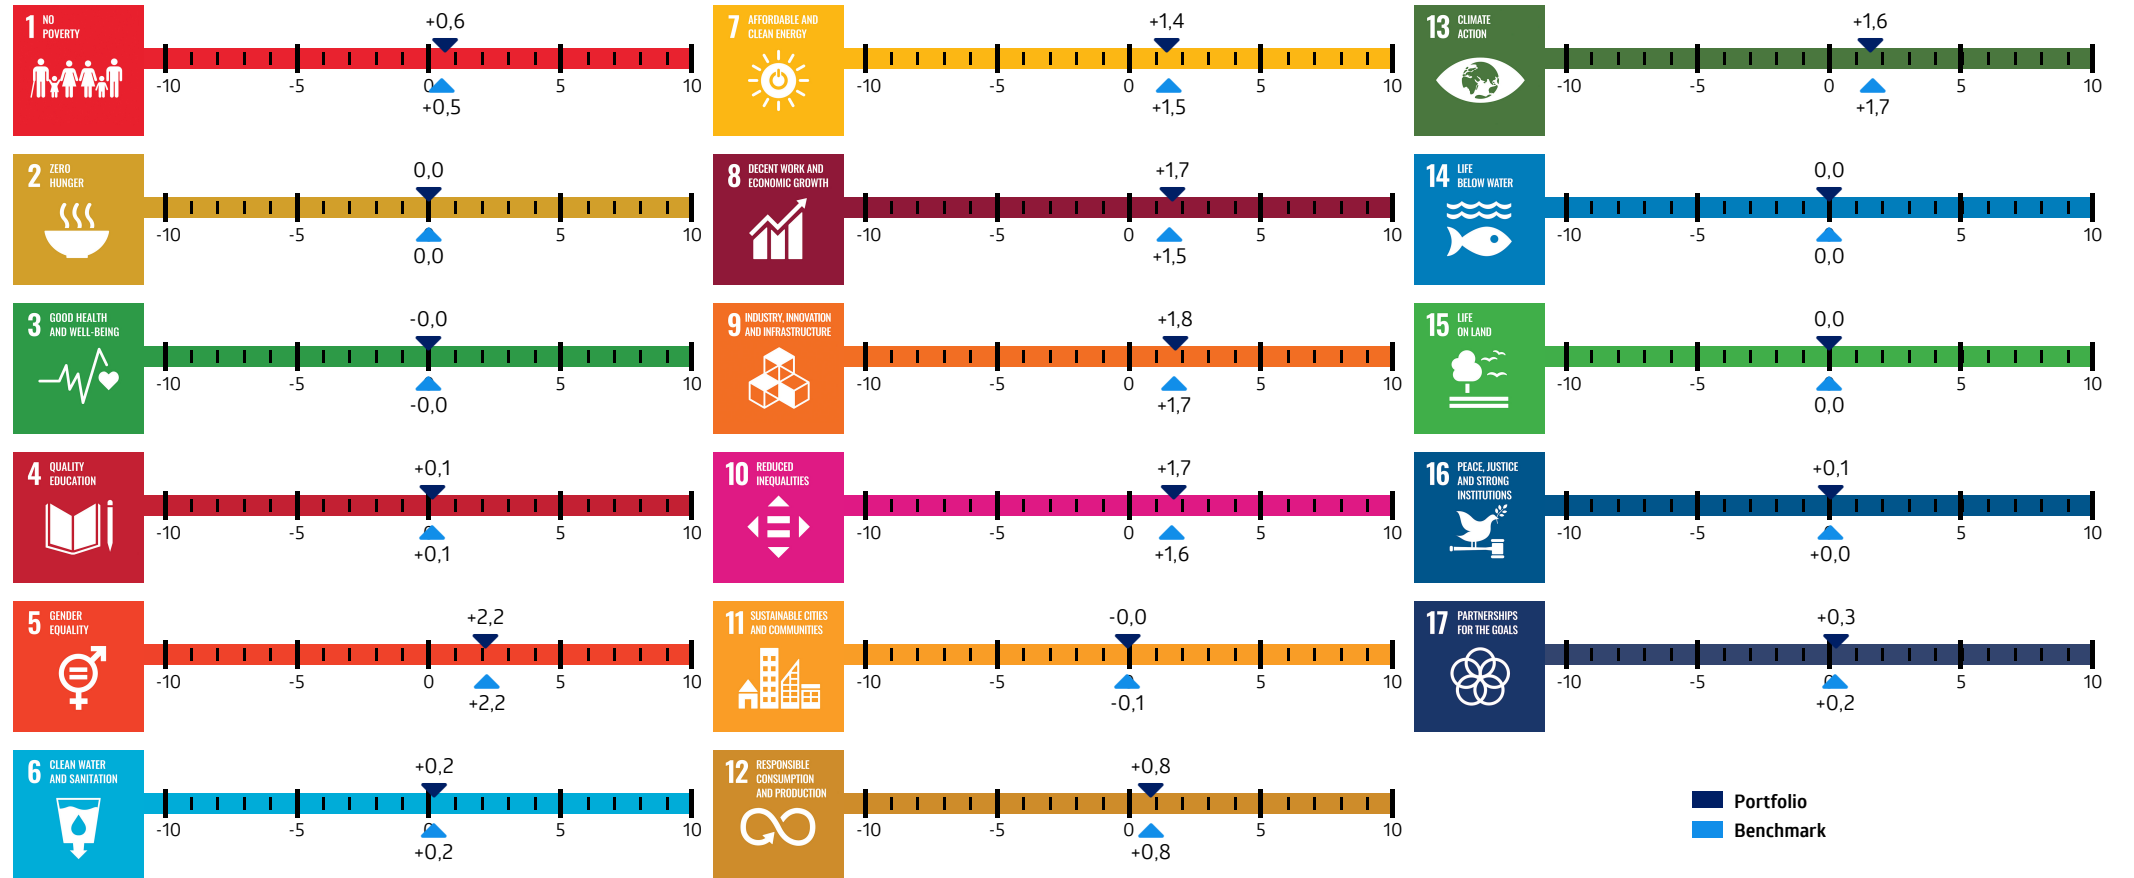 1 NO
POVERTY
+0,6
-10 -5 0 5 10
+0,5
2 ZERO
HUNGER
0,0
-10 -5 0 5 10
0,0
3 GOOD HEALTH
AND WELL-BEING
-0,0
-10 -5 0 5 10
-0,0
4 QUALITY
EDUCATION
+0,1
-10 -5 0 5 10
+0,1
5 GENDER
EQUALITY
+2,2
-10 -5 0 5 10
+2,2
6 CLEAN WATER
AND SANITATION
+0,2
-10 -5 0 5 10
+0,2
7 AFFORDABLE AND
CLEAN ENERGY
+1,4
-10 -5 0 5 10
+1,5
8 DECENT WORK AND
ECONOMIC GROWTH
+1,7
-10 -5 0 5 10
+1,5
9 INDUSTRY, INNOVATION
AND INFRASTRUCTURE
+1,8
-10 -5 0 5 10
+1,7
10 REDUCED
INEQUALITIES
+1,7
-10 -5 0 5 10
+1,6
11 SUSTAINABLE CITIES
AND COMMUNITIES
-0,0
-10 -5 0 5 10
-0,1
12 RESPONSIBLE
CONSUMPTION
AND PRODUCTION
+0,8
-10 -5 0 5 10
+0,8
13 CLIMATE
ACTION
+1,6
-10 -5 0 5 10
+1,7
14 LIFE
BELOW WATER
0,0
-10 -5 0 5 10
0,0
15 LIFE
ON LAND
0,0
-10 -5 0 5 10
0,0
16 PEACE, JUSTICE
AND STRONG
INSTITUTIONS
+0,1
-10 -5 0 5 10
+0,0
17 PARTNERSHIPS
FOR THE GOALS
+0,3
-10 -5 0 5 10
+0,2
Portfolio
Benchmark